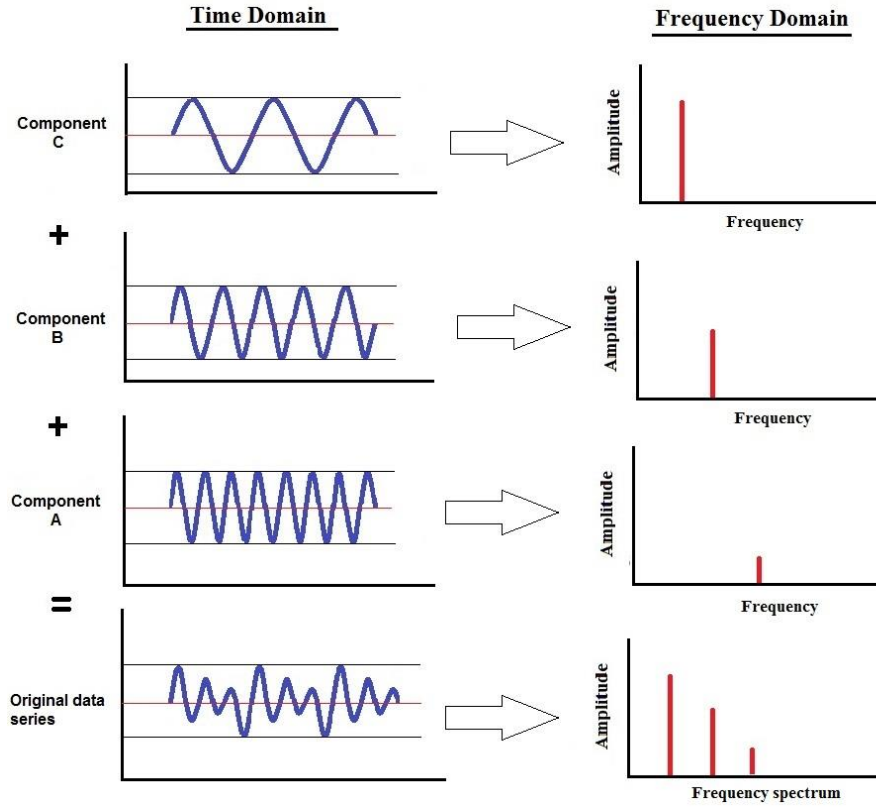 Time Domain
Frequency Domain
Component
C
Amplitude
Frequency
+
Component
B
Amplitude
Frequency
+
Component
A
Amplitude
Frequency
=
Original data
series
Amplitude
Frequency spectrum